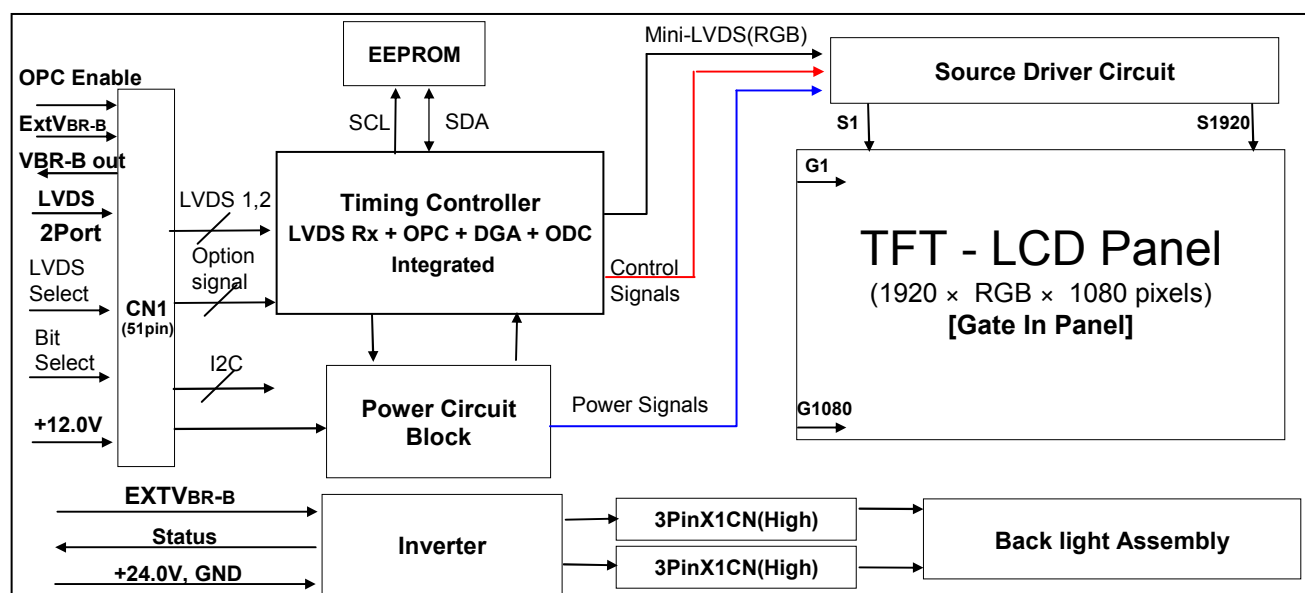 OPC Enable
ExtVBR-B
VBR-B out
LVDS
2Port
LVDS
Select
Bit
Select
+12.0V
CN1
(51pin)
LVDS 1,2
Option
signal
I2C
EEPROM
SCL
SDA
Timing Controller
LVDS Rx + OPC + DGA + ODC
Integrated
Power Circuit
Block
Mini-LVDS(RGB)
Control
Signals
Power Signals
Source Driver Circuit
S1
S1920
G1
TFT - LCD Panel
(1920 × RGB × 1080 pixels)
[Gate In Panel]
G1080
EXTVBR-B
Status
+24.0V, GND
Inverter
3PinX1CN(High)
3PinX1CN(High)
Back light Assembly